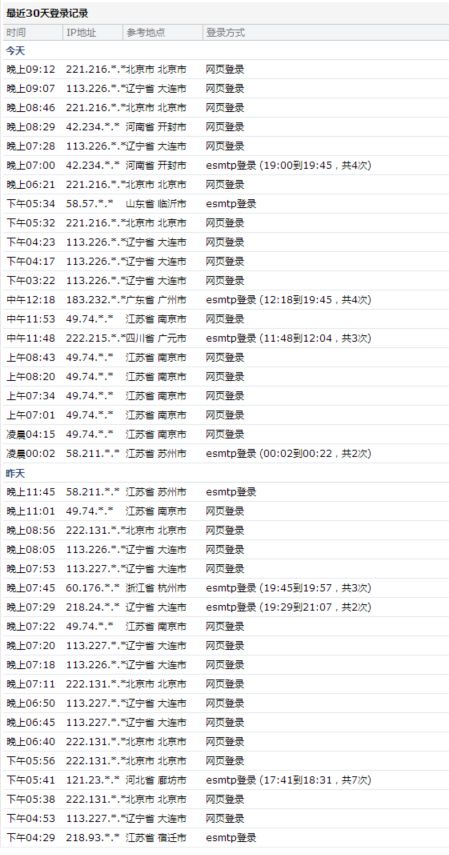 最近30天登录记录
时间 IP地址 参考地点 登录方式
今天
晚上09:12 221.216.*.* 北京市 北京市 网页登录
晚上09:07 113.226.*.* 辽宁省 大连市 网页登录
晚上08:46 221.216.*.* 北京市 北京市 网页登录
晚上08:29 42.234.*.* 河南省 开封市 网页登录
晚上07:28 113.226.*.* 辽宁省 大连市 网页登录
晚上07:00 42.234.*.* 河南省 开封市 esmtp登录 (19:00到19:45，共4次)
晚上06:21 221.216.*.* 北京市 北京市 网页登录
下午05:34 58.57.*.* 山东省 临沂市 esmtp登录
下午05:32 221.216.*.* 北京市 北京市 网页登录
下午04:23 113.226.*.* 辽宁省 大连市 网页登录
下午04:17 113.226.*.* 辽宁省 大连市 网页登录
下午03:22 113.226.*.* 辽宁省 大连市 网页登录
中午12:18 183.232.*.* 广东省 广州市 esmtp登录 (12:18到19:45，共4次)
中午11:53 49.74.*.* 江苏省 南京市 网页登录
中午11:48 222.215.*.* 四川省 广元市 esmtp登录 (11:48到12:04，共3次)
上午08:43 49.74.*.* 江苏省 南京市 网页登录
上午08:20 49.74.*.* 江苏省 南京市 网页登录
上午07:34 49.74.*.* 江苏省 南京市 网页登录
上午07:01 49.74.*.* 江苏省 南京市 网页登录
凌晨04:15 49.74.*.* 江苏省 南京市 网页登录
凌晨00:02 58.211.*.* 江苏省 苏州市 esmtp登录 (00:02到00:22，共2次)
昨天
晚上11:45 58.211.*.* 江苏省 苏州市 esmtp登录
晚上11:01 49.74.*.* 江苏省 南京市 网页登录
晚上08:56 222.131.*.* 北京市 北京市 网页登录
晚上08:05 113.226.*.* 辽宁省 大连市 网页登录
晚上07:53 113.227.*.* 辽宁省 大连市 网页登录
晚上07:45 60.176.*.* 浙江省 杭州市 esmtp登录 (19:45到19:57，共3次)
晚上07:29 218.24.*.* 辽宁省 大连市 esmtp登录 (19:29到21:07，共2次)
晚上07:22 49.74.*.* 江苏省 南京市 网页登录
晚上07:20 113.227.*.* 辽宁省 大连市 网页登录
晚上07:18 113.226.*.* 辽宁省 大连市 网页登录
晚上07:11 222.131.*.* 北京市 北京市 网页登录
晚上06:50 113.227.*.* 辽宁省 大连市 网页登录
晚上06:45 113.227.*.* 辽宁省 大连市 网页登录
晚上06:40 222.131.*.* 北京市 北京市 网页登录
下午05:56 222.131.*.* 北京市 北京市 网页登录
下午05:41 121.23.*.* 河北省 廊坊市 esmtp登录 (17:41到18:31，共7次)
下午05:38 222.131.*.* 北京市 北京市 网页登录
下午04:53 113.227.*.* 辽宁省 大连市 网页登录
下午04:29 218.93.*.* 江苏省 宿迁市 esmtp登录